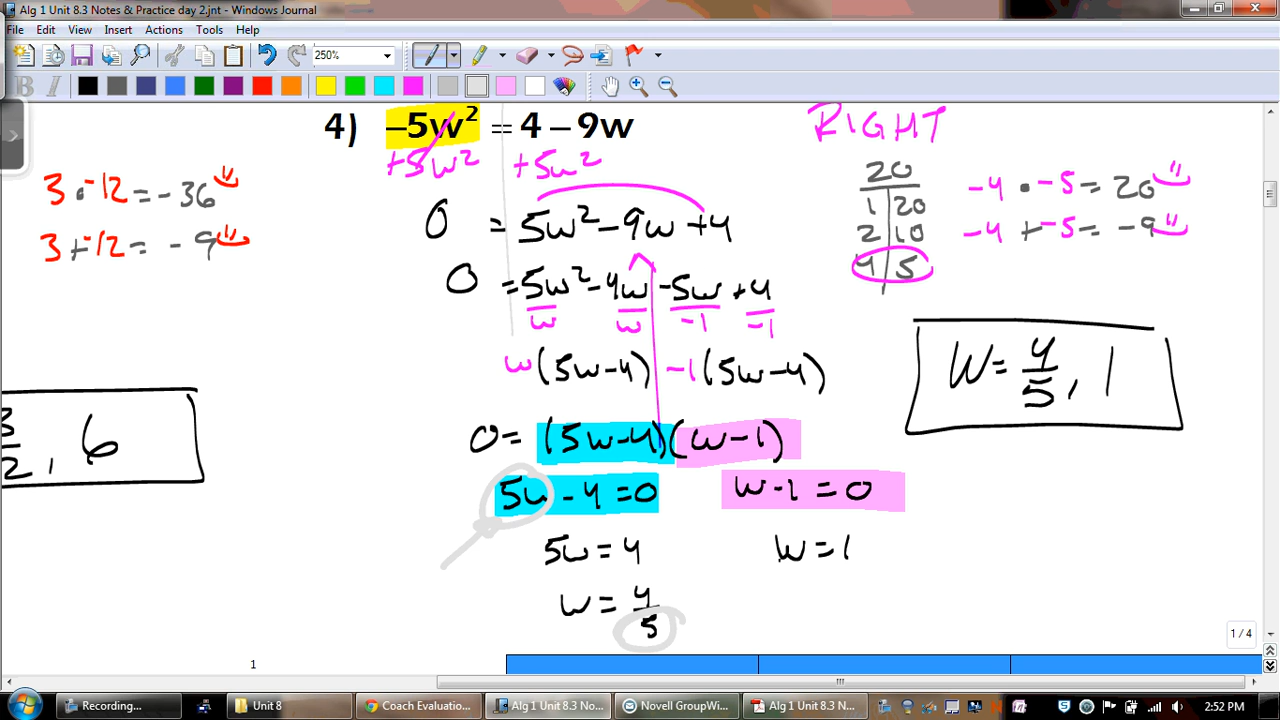 Alg 1 Unit 8.3 Notes & Practice day 2.jnt - Windows Journal
File Edit View Insert Actions Tools Help
250%
4) –5w² = 4 – 9w
+5w² +5w²
RIGHT
3 · -12 = -36
3 + -12 = -9
20
1 20
2 10
4 5
-4 · -5 = 20
-4 + -5 = -9
0 = 5w² - 9w + 4
0 = 5w² - 4w - 5w + 4
w w -1 -1
w(5w-4) -1(5w-4)
W = 4/5, 1
3/2, 6
0 = (5w-4)(w-1)
5w - 4 = 0 w - 1 = 0
5w = 4 w = 1
w = 4/5
1 / 4
1
Recording... Unit 8 Coach Evaluatio... Alg 1 Unit 8.3 No... Novell GroupWi... Alg 1 Unit 8.3 No... 2:52 PM